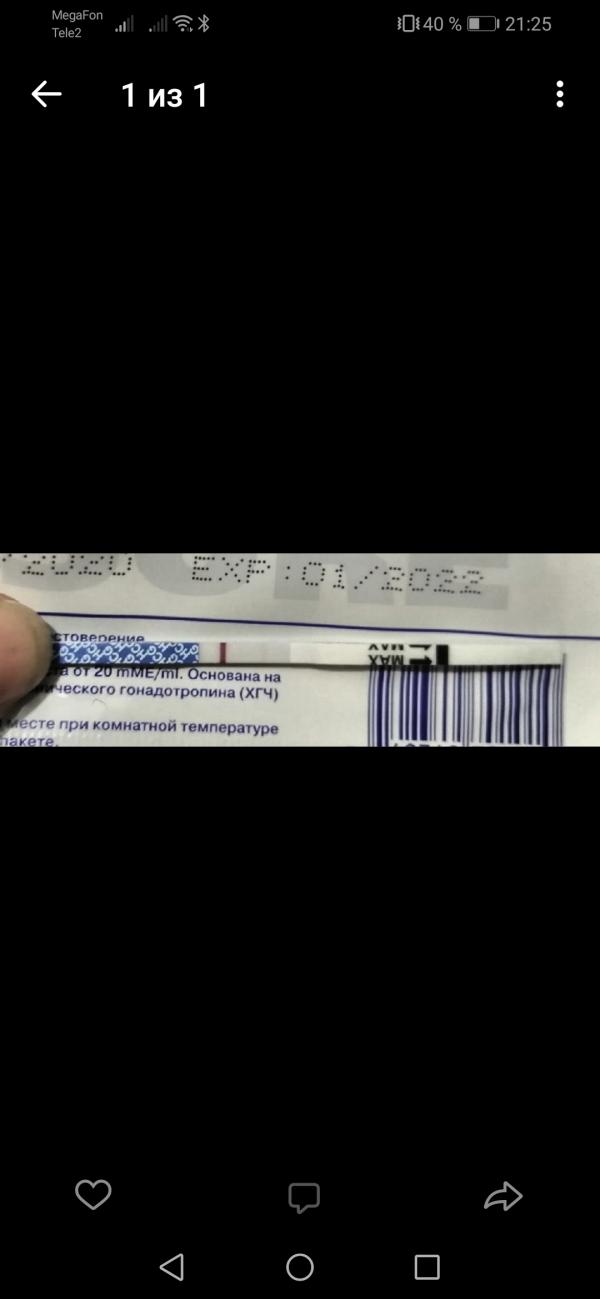 MegaFon
Tele2
40 %
21:25
1 из 1
2020 EXP:01/2022
стоверение
а от 20 mME/ml. Основана на
ического гонадотропина (ХГЧ)
месте при комнатной температуре
пакете.
MAX
MAX